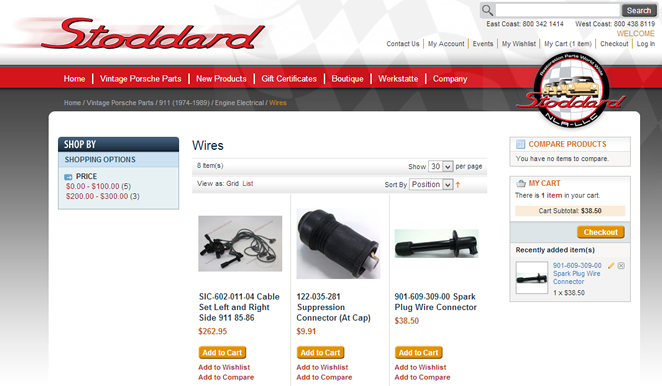 Search
East Coast: 800 342 1414 West Coast: 800 438 8119
WELCOME
Contact Us | My Account | Events | My Wishlist | My Cart (1 item) | Checkout | Log In
Stoddard
Home | Vintage Porsche Parts | New Products | Gift Certificates | Boutique | Werkstatte | Company
Stoddard
NLA-LLC
Home / Vintage Porsche Parts / 911 (1974-1989) / Engine Electrical / Wires
SHOP BY
SHOPPING OPTIONS
PRICE
$0.00 - $100.00 (5)
$200.00 - $300.00 (3)
Wires
8 Item(s)
Show 30 per page
View as: Grid List
Sort By Position
SIC-602-011-04 Cable
Set Left and Right
Side 911 85-86
$262.95
Add to Cart
Add to Wishlist
Add to Compare
122-035-281
Suppression
Connector (At Cap)
$9.91
Add to Cart
Add to Wishlist
Add to Compare
901-609-309-00 Spark
Plug Wire Connector
$38.50
Add to Cart
Add to Wishlist
Add to Compare
COMPARE PRODUCTS
You have no items to compare.
MY CART
There is 1 item in your cart.
Cart Subtotal: $38.50
Checkout
Recently added item(s)
901-609-309-00
Spark Plug Wire
Connector
1 x $38.50